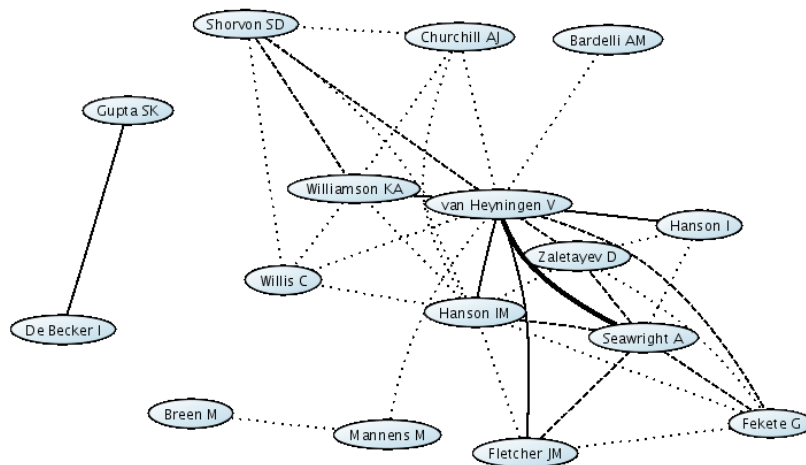 Shorvon SD
Churchill AJ
Bardelli AM
Gupta SK
Williamson KA
van Heyningen V
Hanson I
Zaletayev D
Willis C
Hanson IM
De Becker I
Seawright A
Breen M
Mannens M
Fekete G
Fletcher JM